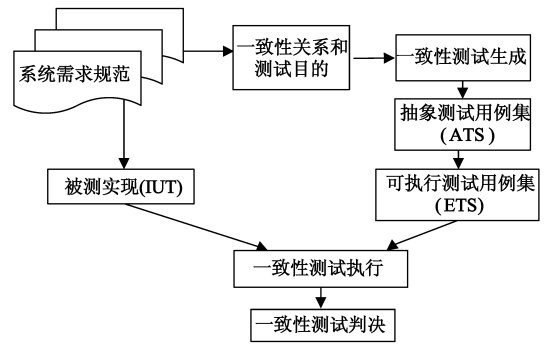 系统需求规范
一致性关系和
测试目的
一致性测试生成
抽象测试用例集
(ATS)
被测实现(IUT)
可执行测试用例集
(ETS)
一致性测试执行
一致性测试判决